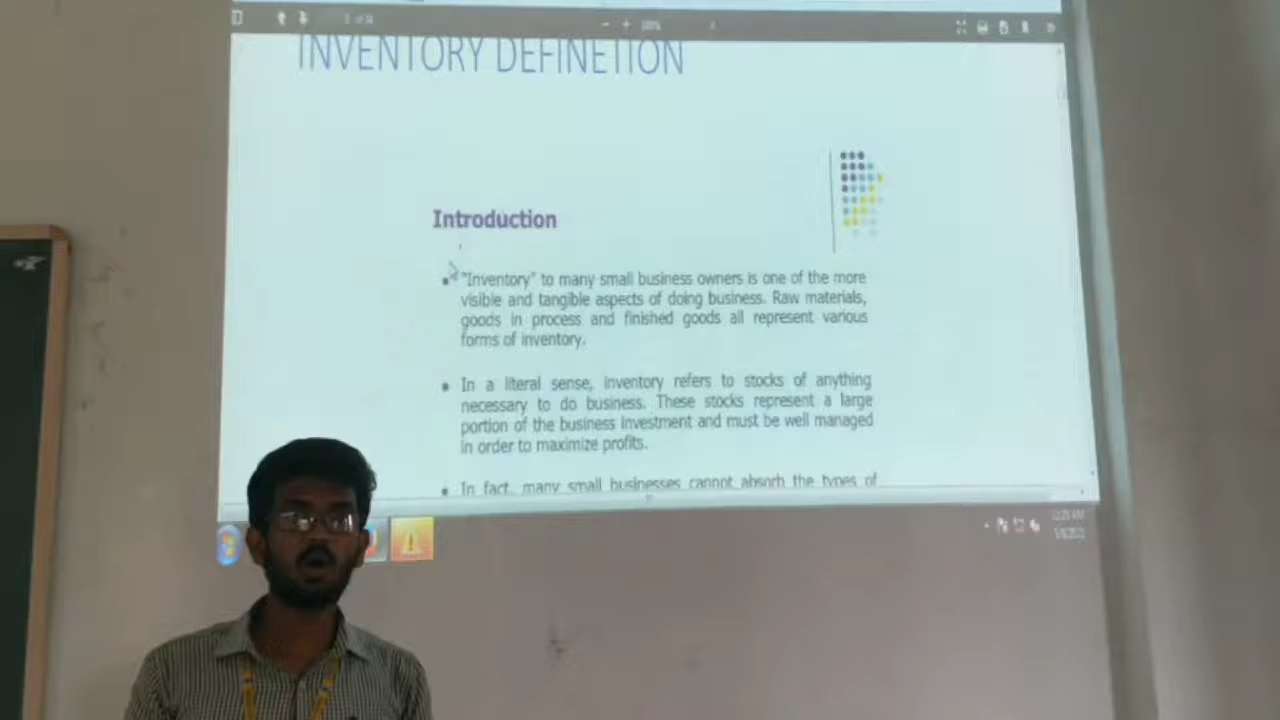 INVENTORY DEFINETION
Introduction
• "Inventory" to many small business owners is one of the more
visible and tangible aspects of doing business. Raw materials,
goods in process and finished goods all represent various
forms of inventory.
• In a literal sense, inventory refers to stocks of anything
necessary to do business. These stocks represent a large
portion of the business investment and must be well managed
in order to maximize profits.
• In fact, many small businesses cannot absorb the types of